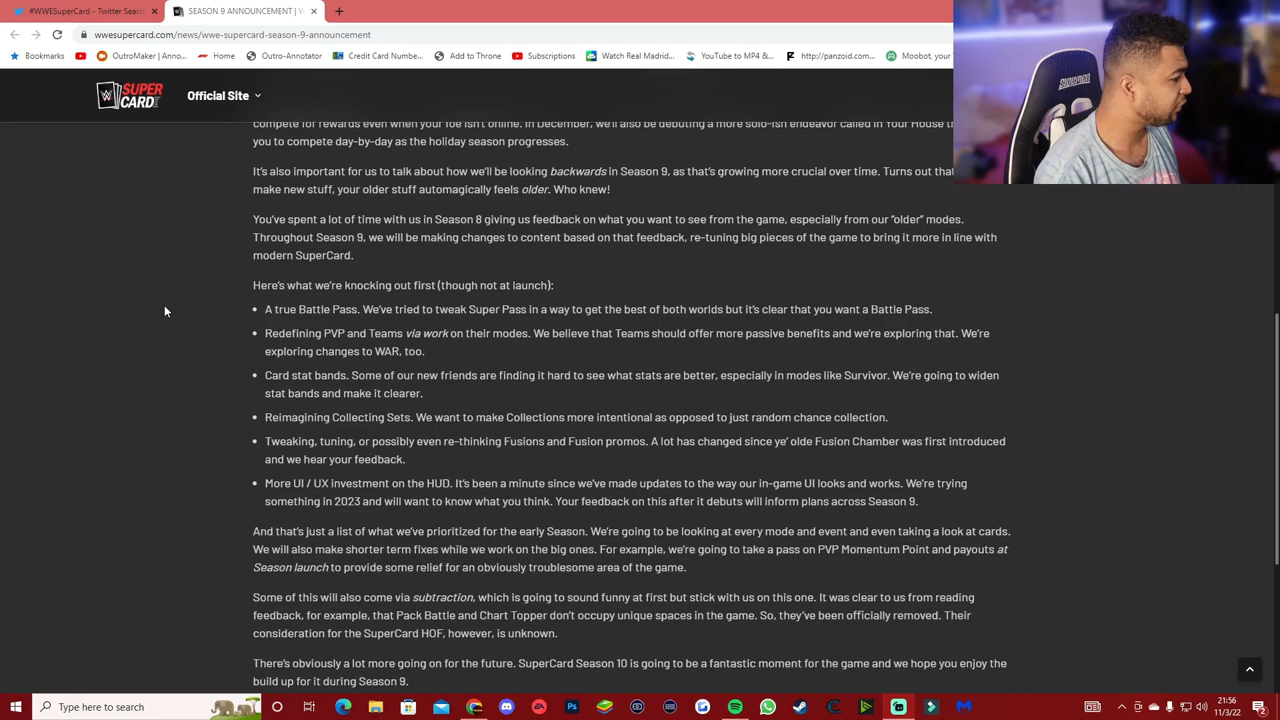 #WWESuperCard - Twitter Search
SEASON 9 ANNOUNCEMENT | W
wwesupercard.com/news/wwe-supercard-season-9-announcement
Bookmarks
OutroMaker | Anno...
Home
Outro-Annotator
Credit Card Numbe...
Add to Throne
Subscriptions
Watch Real Madrid...
YouTube to MP4 &...
http://panzoid.com...
Moobot, your
SUPER CARD
Official Site
compete for rewards even when your foe isn't online. In December, we'll also be debuting a more solo-ish endeavor called In Your House
you to compete day-by-day as the holiday season progresses.
It's also important for us to talk about how we'll be looking backwards in Season 9, as that's growing more crucial over time. Turns out
make new stuff, your older stuff automagically feels older. Who knew!
You've spent a lot of time with us in Season 8 giving us feedback on what you want to see from the game, especially from our “older” modes.
Throughout Season 9, we will be making changes to content based on that feedback, re-tuning big pieces of the game to bring it more in line with
modern SuperCard.
Here's what we're knocking out first (though not at launch):
• A true Battle Pass. We've tried to tweak Super Pass in a way to get the best of both worlds but it's clear that you want a Battle Pass.
• Redefining PVP and Teams via work on their modes. We believe that Teams should offer more passive benefits and we're exploring that. We're
exploring changes to WAR, too.
• Card stat bands. Some of our new friends are finding it hard to see what stats are better, especially in modes like Survivor. We're going to widen
stat bands and make it clearer.
• Reimagining Collecting Sets. We want to make Collections more intentional as opposed to just random chance collection.
• Tweaking, tuning, or possibly even re-thinking Fusions and Fusion promos. A lot has changed since ye' olde Fusion Chamber was first introduced
and we hear your feedback.
• More UI / UX investment on the HUD. It's been a minute since we've made updates to the way our in-game UI looks and works. We're trying
something in 2023 and will want to know what you think. Your feedback on this after it debuts will inform plans across Season 9.
And that's just a list of what we've prioritized for the early Season. We're going to be looking at every mode and event and even taking a look at cards.
We will also make shorter term fixes while we work on the big ones. For example, we're going to take a pass on PVP Momentum Point and payouts at
Season launch to provide some relief for an obviously troublesome area of the game.
Some of this will also come via subtraction, which is going to sound funny at first but stick with us on this one. It was clear to us from reading
feedback, for example, that Pack Battle and Chart Topper don't occupy unique spaces in the game. So, they've been officially removed. Their
consideration for the SuperCard HOF, however, is unknown.
There's obviously a lot more going on for the future. SuperCard Season 10 is going to be a fantastic moment for the game and we hope you enjoy the
build up for it during Season 9.
Type here to search
21:56
11/3/22